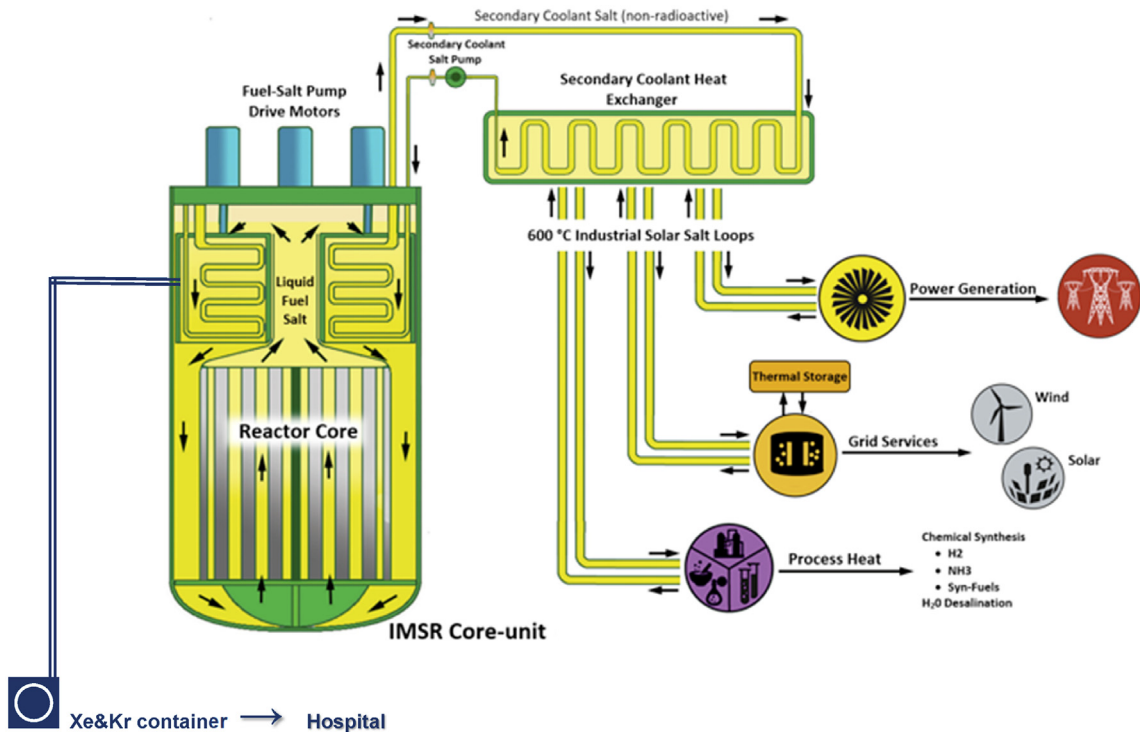 Secondary Coolant Salt (non-radioactive)
Secondary Coolant
Salt Pump
Fuel-Salt Pump
Drive Motors
Secondary Coolant Heat
Exchanger
600 °C Industrial Solar Salt Loops
Liquid
Fuel
Salt
Power Generation
Thermal Storage
Wind
Reactor Core
Grid Services
Solar
Process Heat
Chemical Synthesis
• H2
• NH3
• Syn-Fuels
H₂0 Desalination
IMSR Core-unit
Xe&Kr container → Hospital